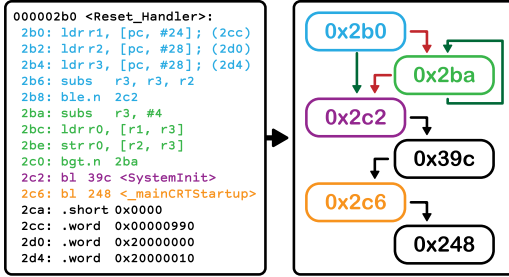 000002b0 <Reset_Handler>:
2b0: ldr r1, [pc, #24]; (2cc)
2b2: ldr r2, [pc, #28]; (2d0)
2b4: ldr r3, [pc, #28]; (2d4)
2b6: subs r3, r3, r2
2b8: ble.n 2c2
2ba: subs r3, #4
2bc: ldr r0, [r1, r3]
2be: str r0, [r2, r3]
2c0: bgt.n 2ba
2c2: bl 39c <SystemInit>
2c6: bl 248 <_mainCRTStartup>
2ca: .short 0x0000
2cc: .word 0x00000990
2d0: .word 0x20000000
2d4: .word 0x20000010
0x2b0
0x2ba
0x2c2
0x39c
0x2c6
0x248